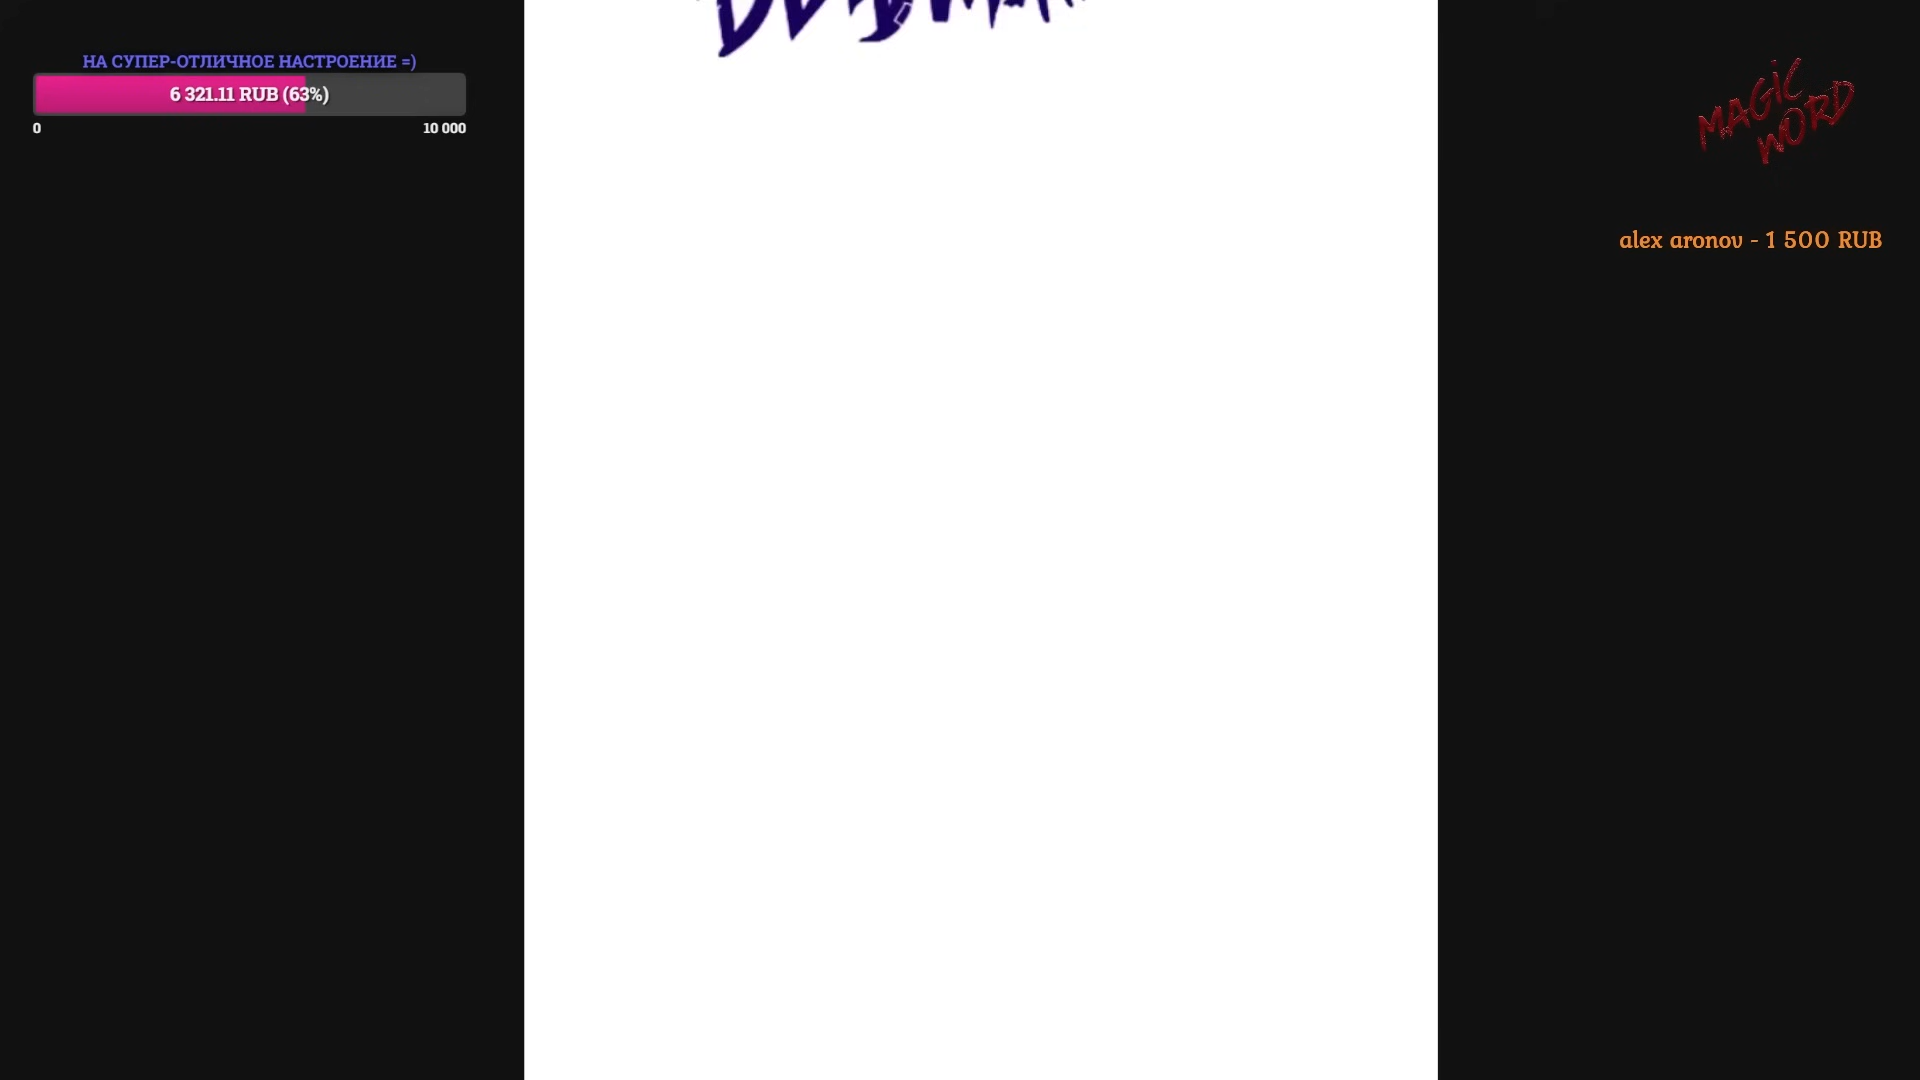 НА СУПЕР-ОТЛИЧНОЕ НАСТРОЕНИЕ =)
6 321.11 RUB (63%)
0 10 000
MAGIC
WORD
alex aronov - 1 500 RUB